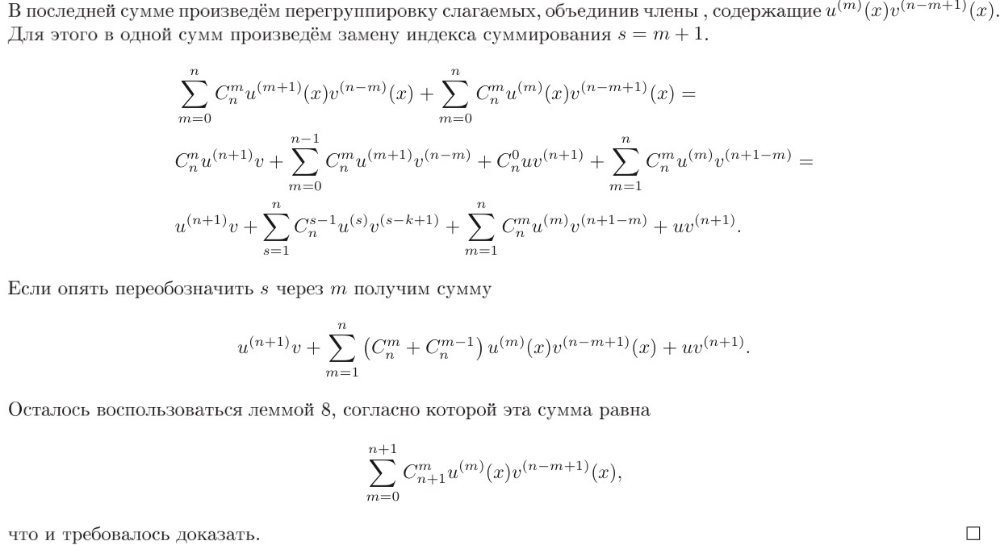 В последней сумме произведём перегруппировку слагаемых, объединив члены , содержащие $u^{(m)}(x)v^{(n-m+1)}(x)$.
Для этого в одной сумм произведём замену индекса суммирования $s = m + 1$.
$\sum_{m=0}^{n} C_n^m u^{(m+1)}(x)v^{(n-m)}(x) + \sum_{m=0}^{n} C_n^m u^{(m)}(x)v^{(n-m+1)}(x) =$
$C_n^n u^{(n+1)}v + \sum_{m=0}^{n-1} C_n^m u^{(m+1)}v^{(n-m)} + C_n^0 uv^{(n+1)} + \sum_{m=1}^{n} C_n^m u^{(m)}v^{(n+1-m)} =$
$u^{(n+1)}v + \sum_{s=1}^{n} C_n^{s-1} u^{(s)}v^{(s-k+1)} + \sum_{m=1}^{n} C_n^m u^{(m)}v^{(n+1-m)} + uv^{(n+1)}.$
Если опять переобозначить $s$ через $m$ получим сумму
$u^{(n+1)}v + \sum_{m=1}^{n} \left(C_n^m + C_n^{m-1}\right) u^{(m)}(x)v^{(n-m+1)}(x) + uv^{(n+1)}.$
Осталось воспользоваться леммой 8, согласно которой эта сумма равна
$\sum_{m=0}^{n+1} C_{n+1}^m u^{(m)}(x)v^{(n-m+1)}(x),$
что и требовалось доказать. □